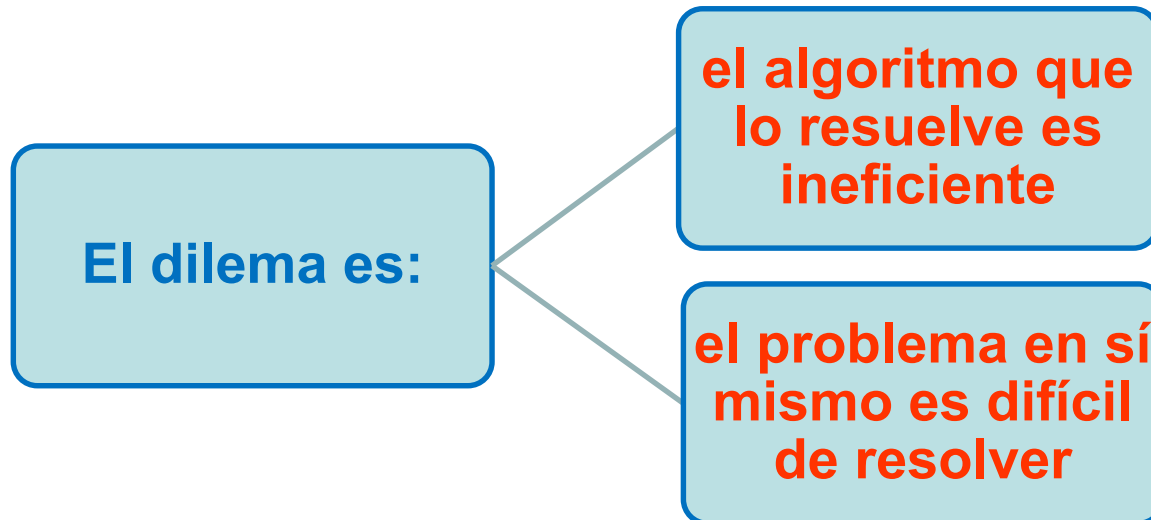 El dilema es:
el algoritmo que
lo resuelve es
ineficiente
el problema en sí
mismo es difícil
de resolver